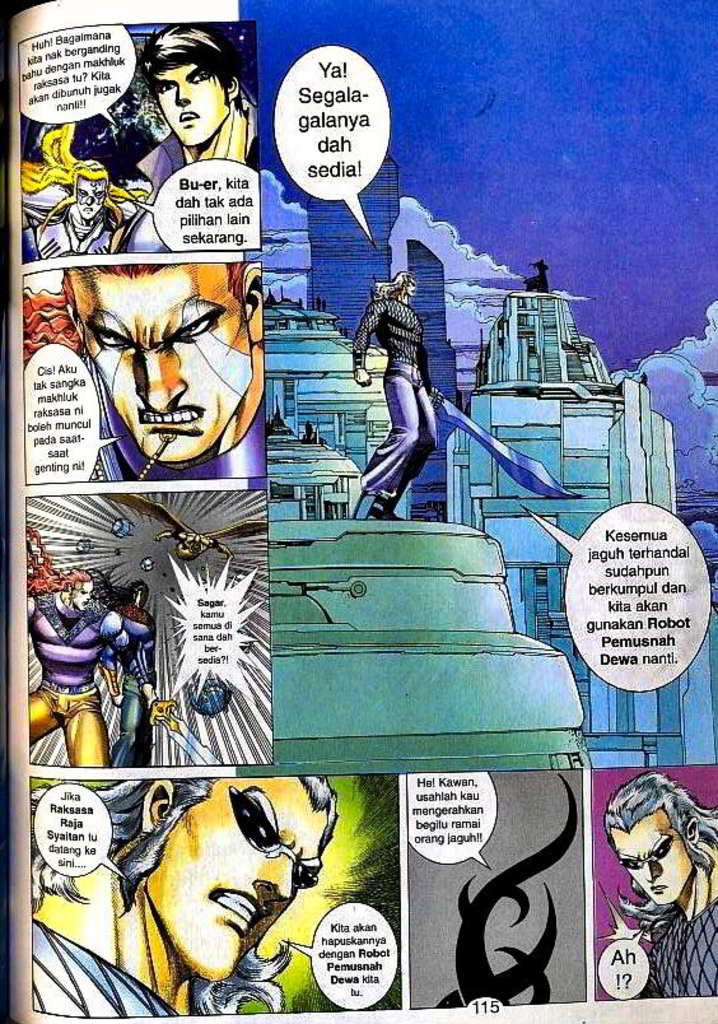 Huh! Bagaimana
kita nak berganding
bahu dengan makhluk
raksasa tu? Kita
akan dibunuh jugak
nanti!!
Bu-er, kita
dah tak ada
pilihan lain
sekarang.
Cis! Aku
tak sangka
makhluk
raksasa ni
boleh muncul
pada saat-
saat
genting ni!
Sagar,
kamu
semua di
sana dah
ber-
sedia?!
Ya!
Segala-
galanya
dah
sedia!
Kesemua
jaguh terhandal
sudahpun
berkumpul dan
kita akan
gunakan Robot
Pemusnah
Dewa nanti.
Jika
Raksasa
Raja
Syaitan tu
datang ke
sini....
Kita akan
hapuskannya
dengan Robot
Pemusnah
Dewa kita
tu.
He! Kawan,
usahlah kau
mengerahkan
begitu ramai
orang jaguh!!
Ah
!?
115